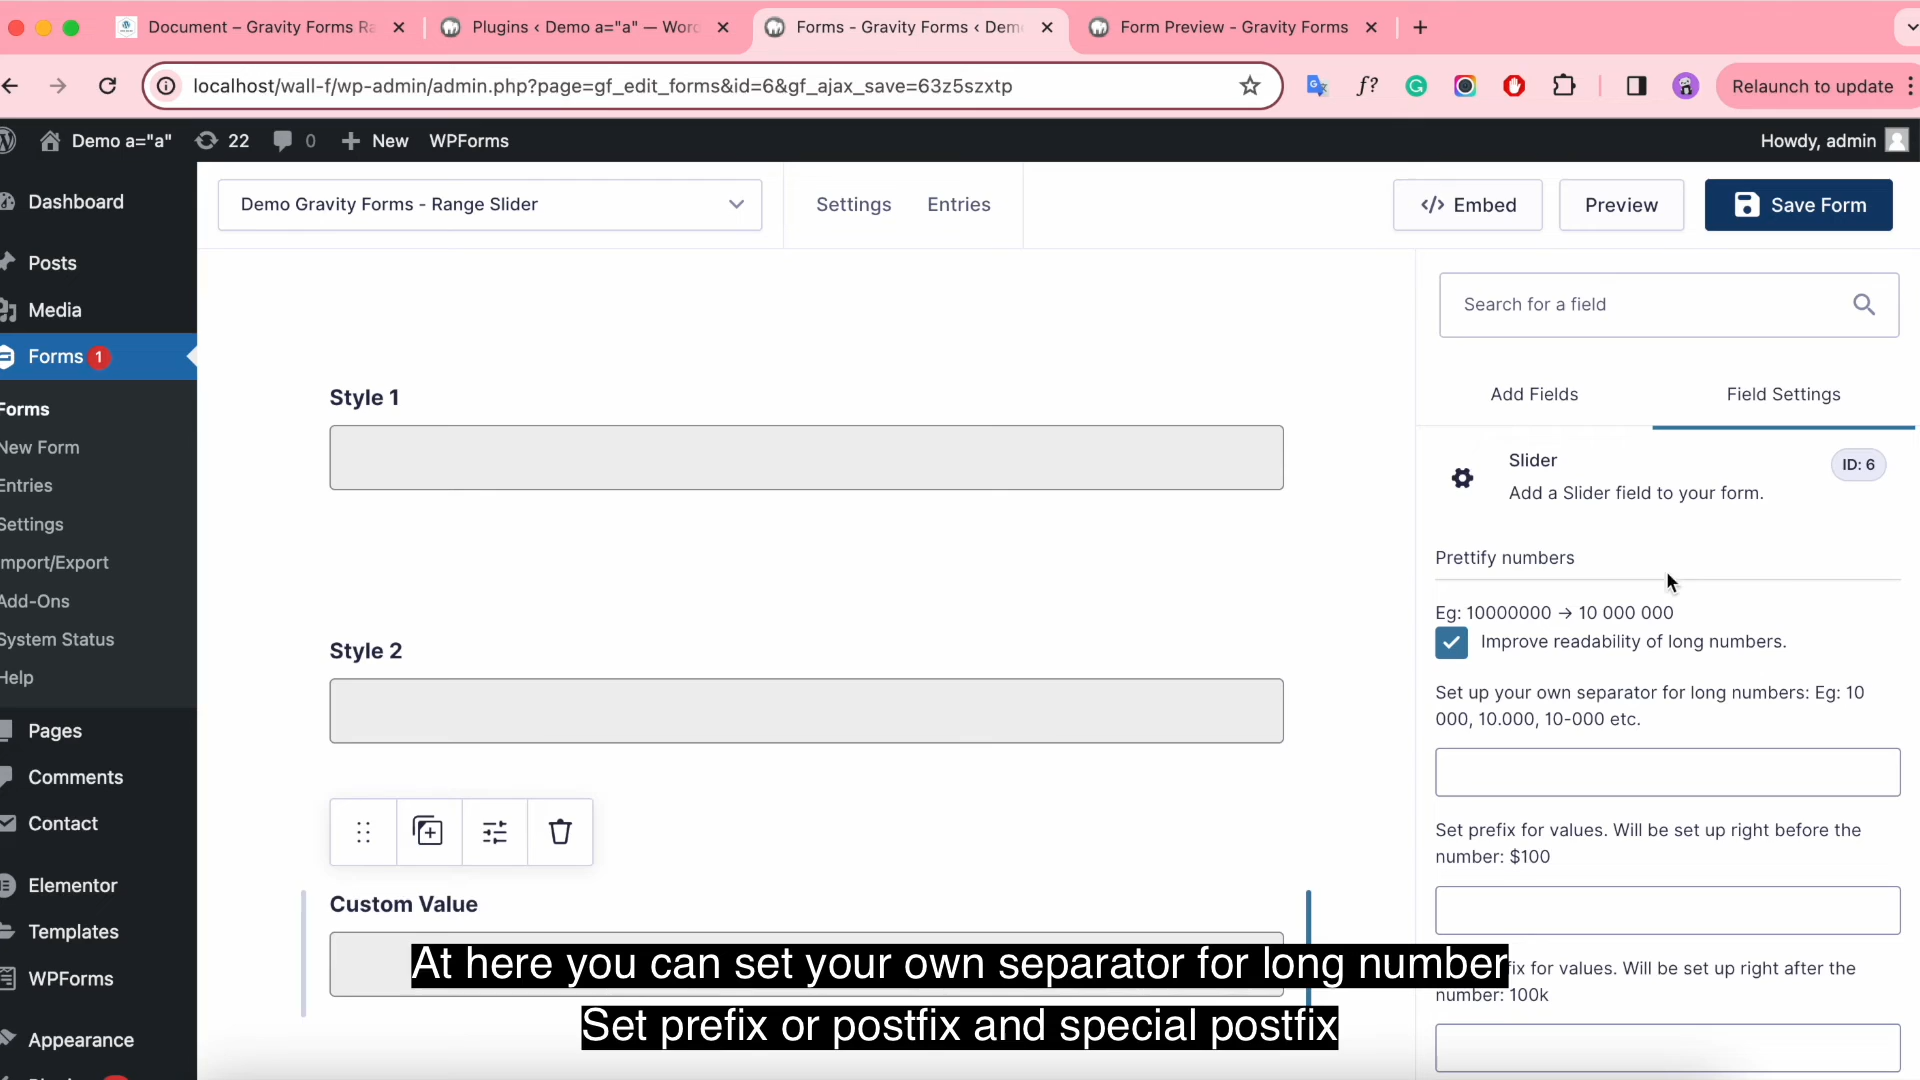 Document – Gravity Forms Ra
Plugins ‹ Demo a="a" — Worc
Forms - Gravity Forms ‹ Dem
Form Preview - Gravity Forms
localhost/wall-f/wp-admin/admin.php?page=gf_edit_forms&id=6&gf_ajax_save=63z5szxtp
f?
Relaunch to update
Demo a="a"
22
0
New
WPForms
Howdy, admin
Dashboard
Posts
Media
Forms 1
Forms
New Form
Entries
Settings
Import/Export
Add-Ons
System Status
Help
Pages
Comments
Contact
Elementor
Templates
WPForms
Appearance
Demo Gravity Forms - Range Slider
Settings
Entries
</> Embed
Preview
Save Form
Style 1
Style 2
Custom Value
Search for a field
Add Fields
Field Settings
Slider
ID: 6
Add a Slider field to your form.
Prettify numbers
Eg: 10000000 → 10 000 000
Improve readability of long numbers.
Set up your own separator for long numbers: Eg: 10
000, 10.000, 10-000 etc.
Set prefix for values. Will be set up right before the
number: $100
fix for values. Will be set up right after the
number: 100k
At here you can set your own separator for long number
Set prefix or postfix and special postfix